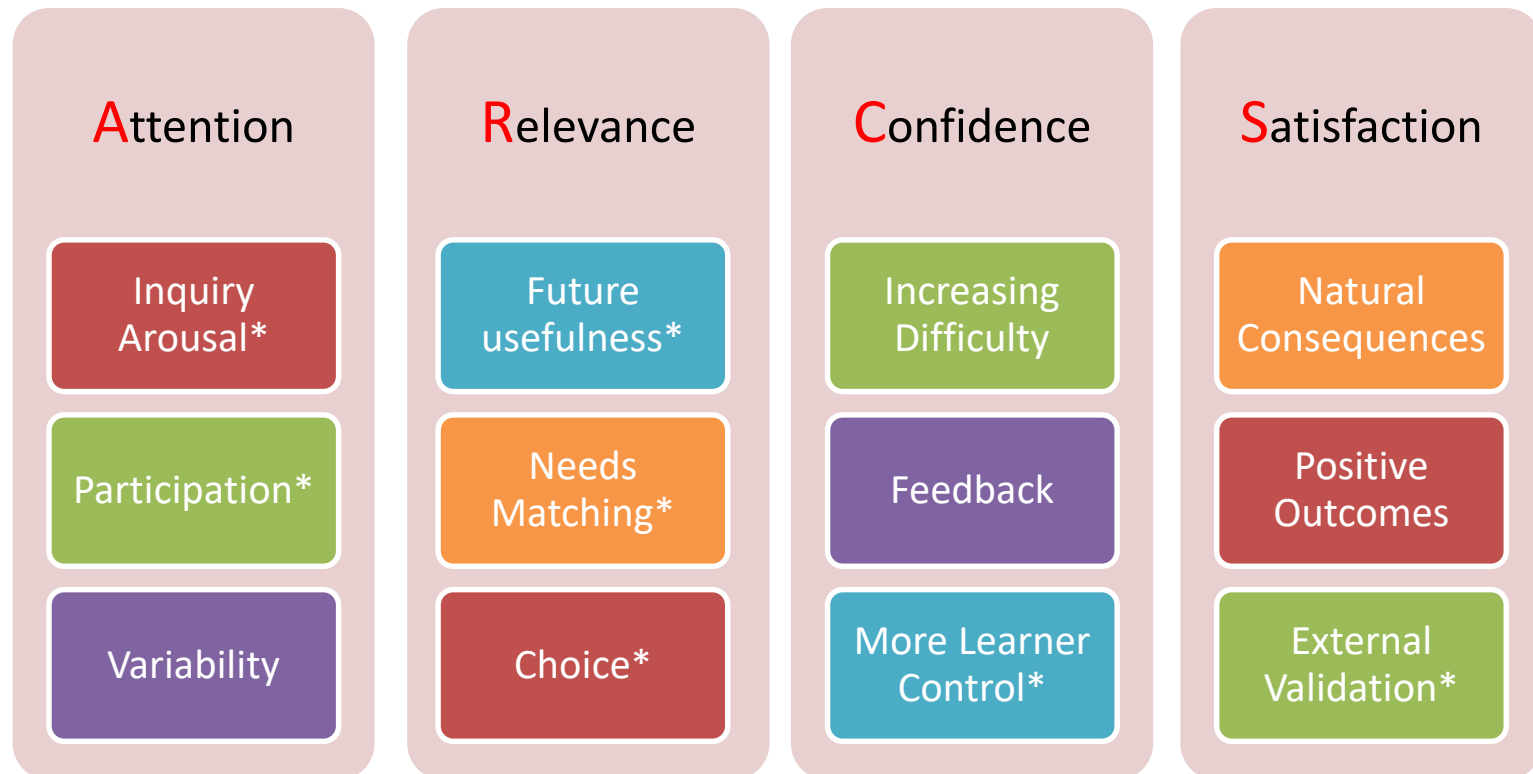 Attention
Inquiry
Arousal*
Participation*
Variability
Relevance
Future
usefulness*
Needs
Matching*
Choice*
Confidence
Increasing
Difficulty
Feedback
More Learner
Control*
Satisfaction
Natural
Consequences
Positive
Outcomes
External
Validation*